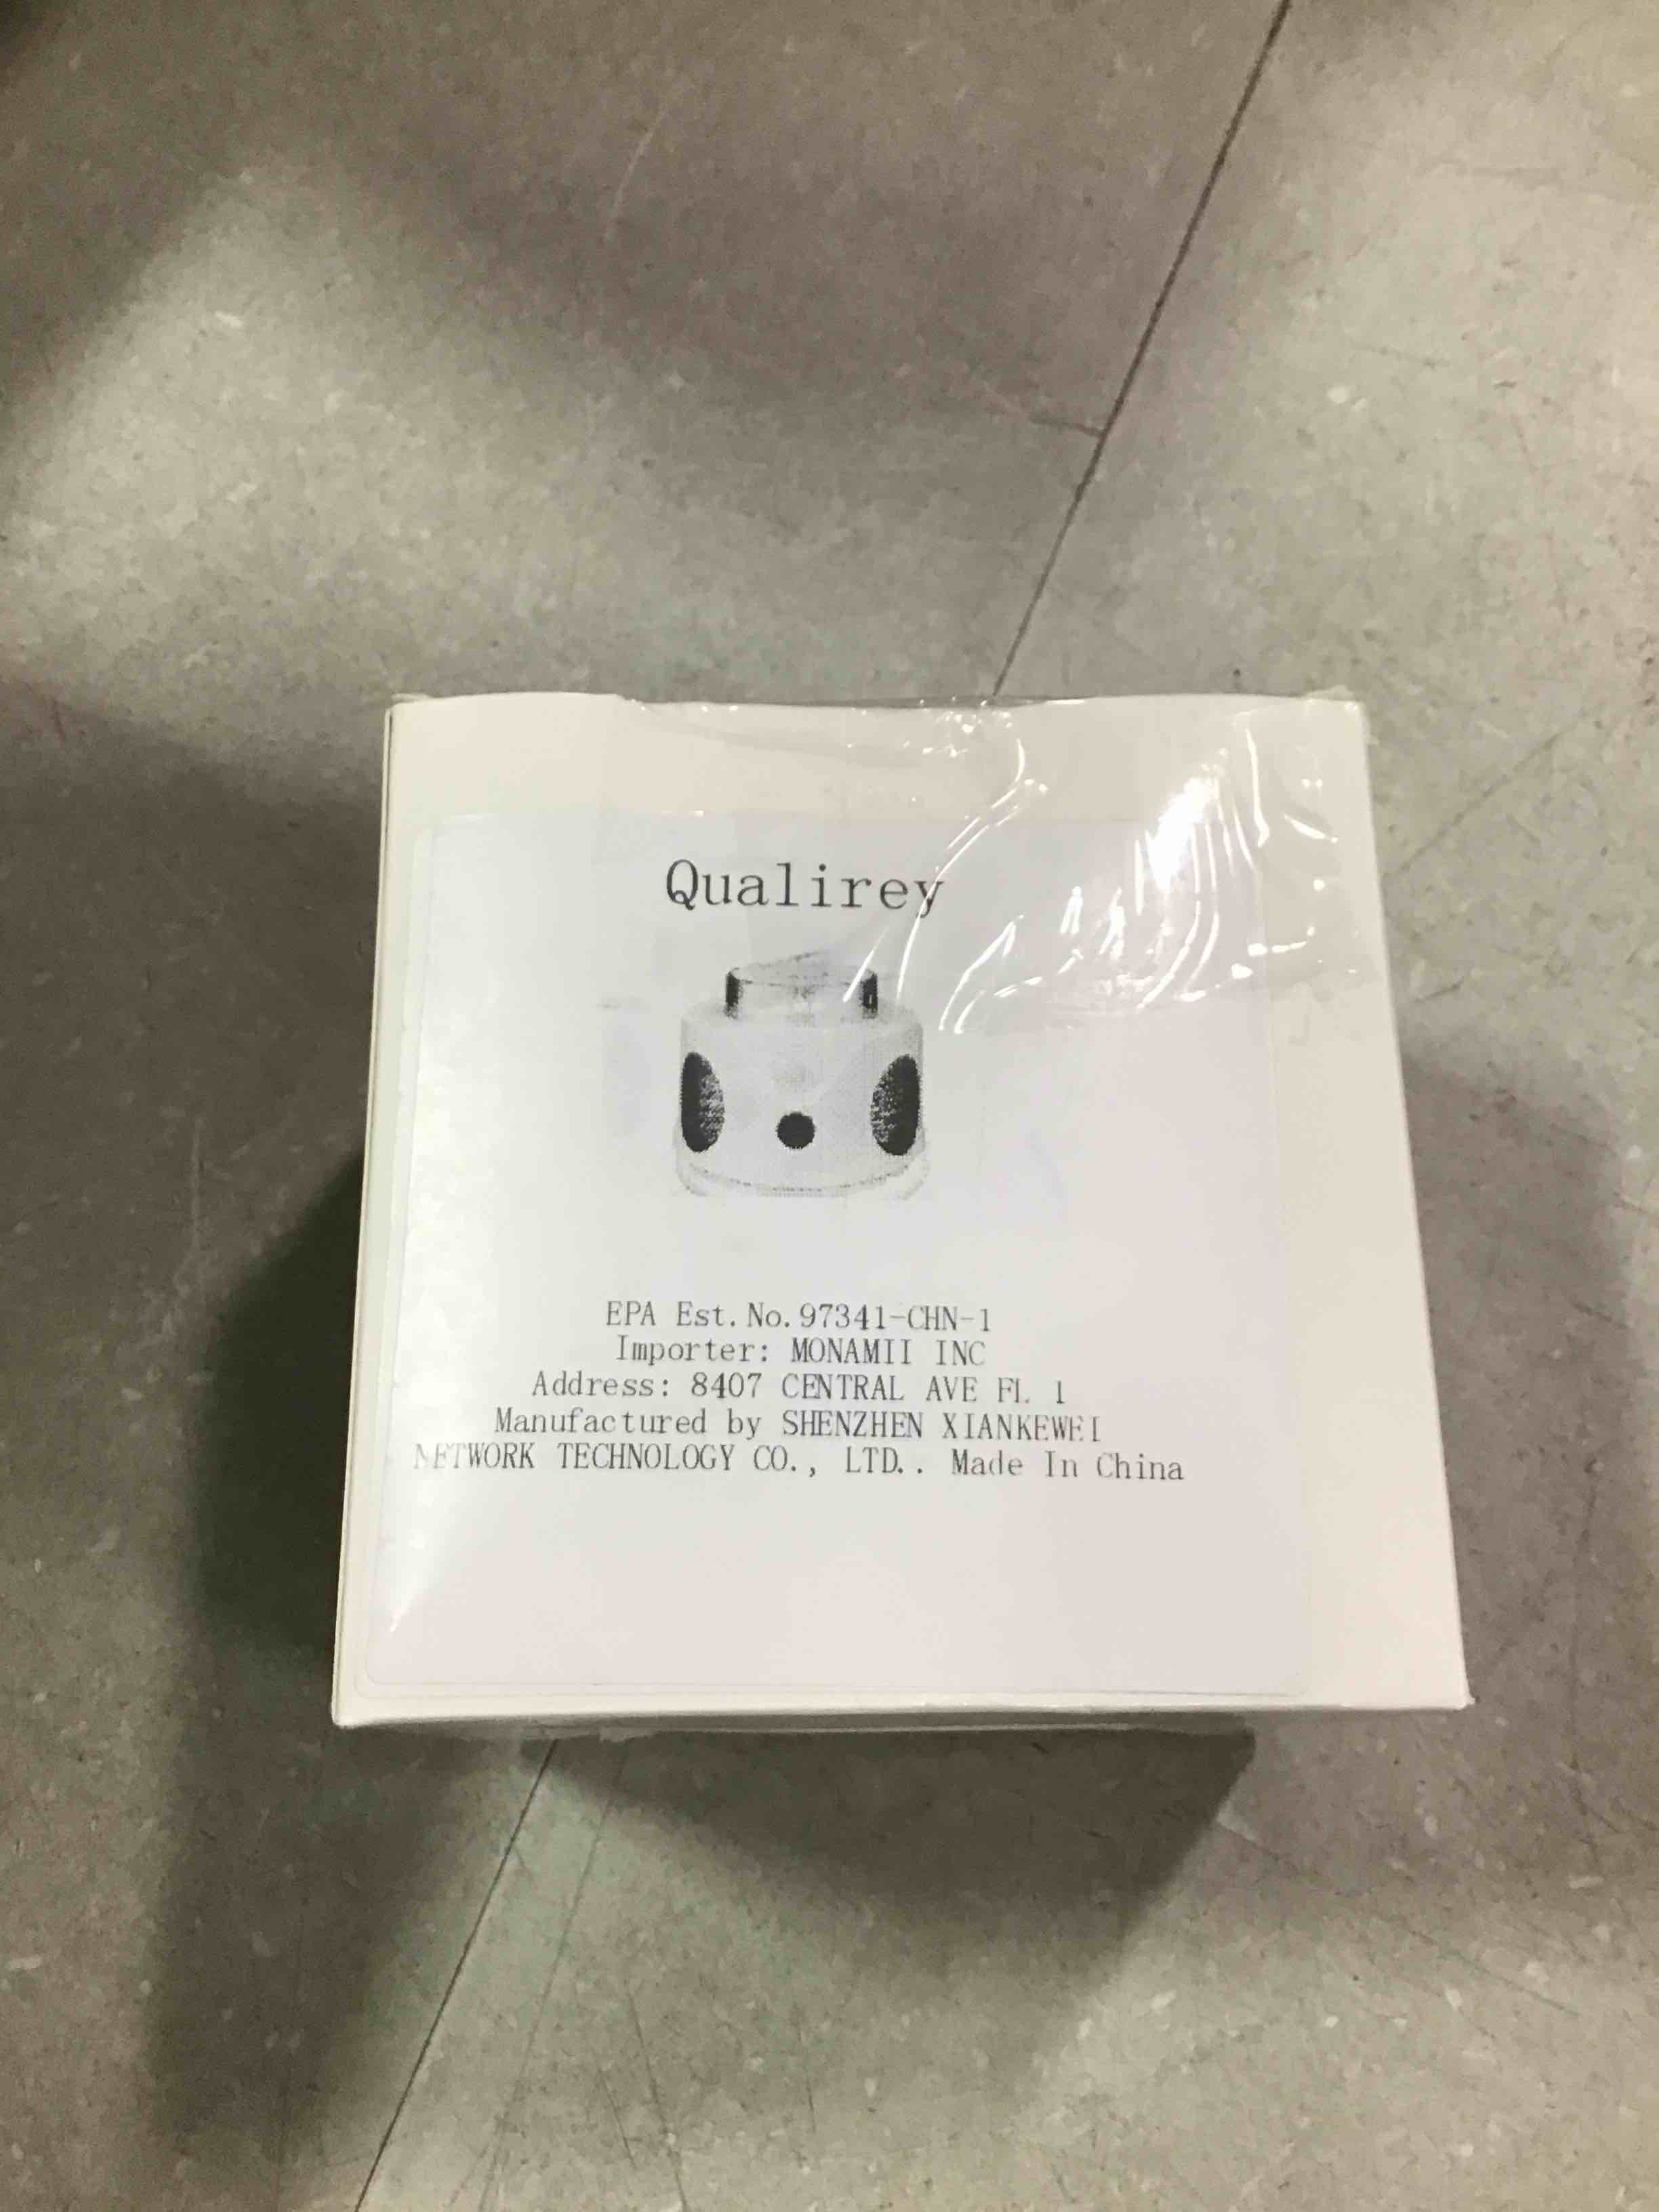 Qualirey
EPA Est.No.97341-CHN-1
Importer: MONAMII INC
Address: 8407 CENTRAL AVE FL 1
Manufactured by SHENZHEN XIANKEWEI
NETWORK TECHNOLOGY CO., LTD.. Made In China